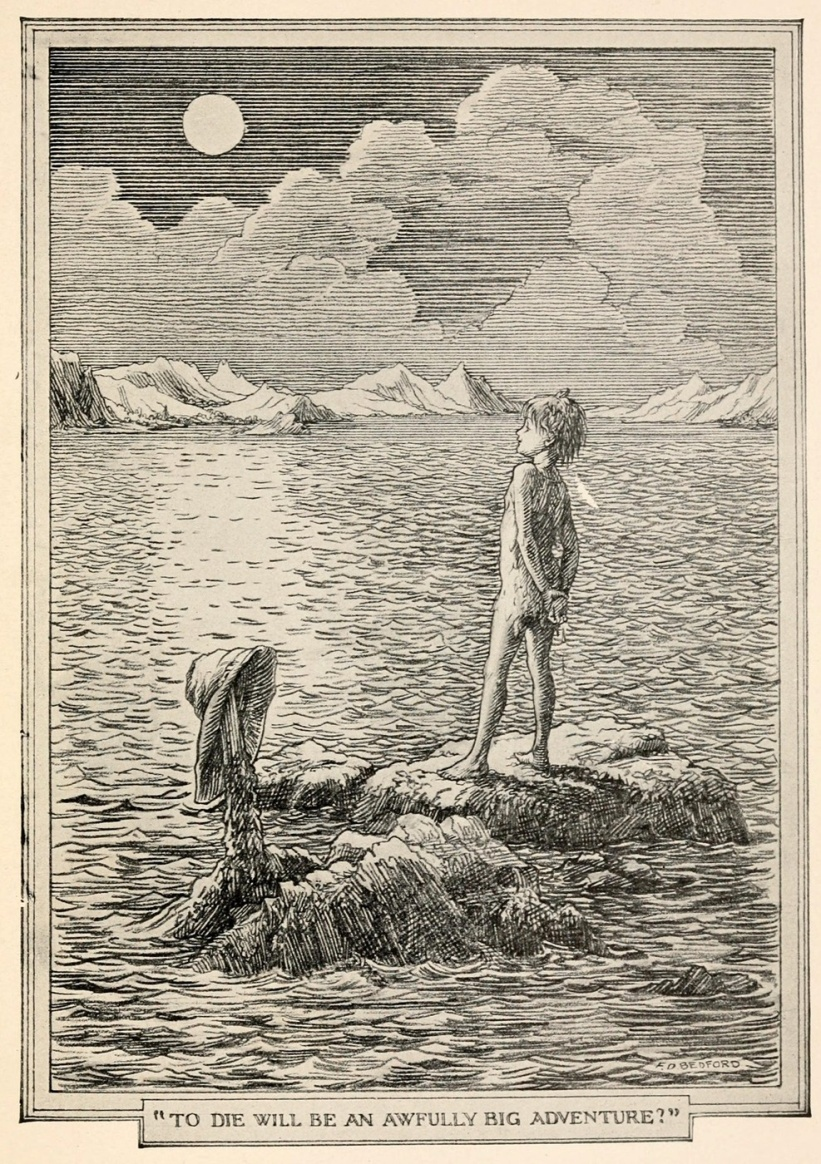 F D BEDFORD
"TO DIE WILL BE AN AWFULLY BIG ADVENTURE?"